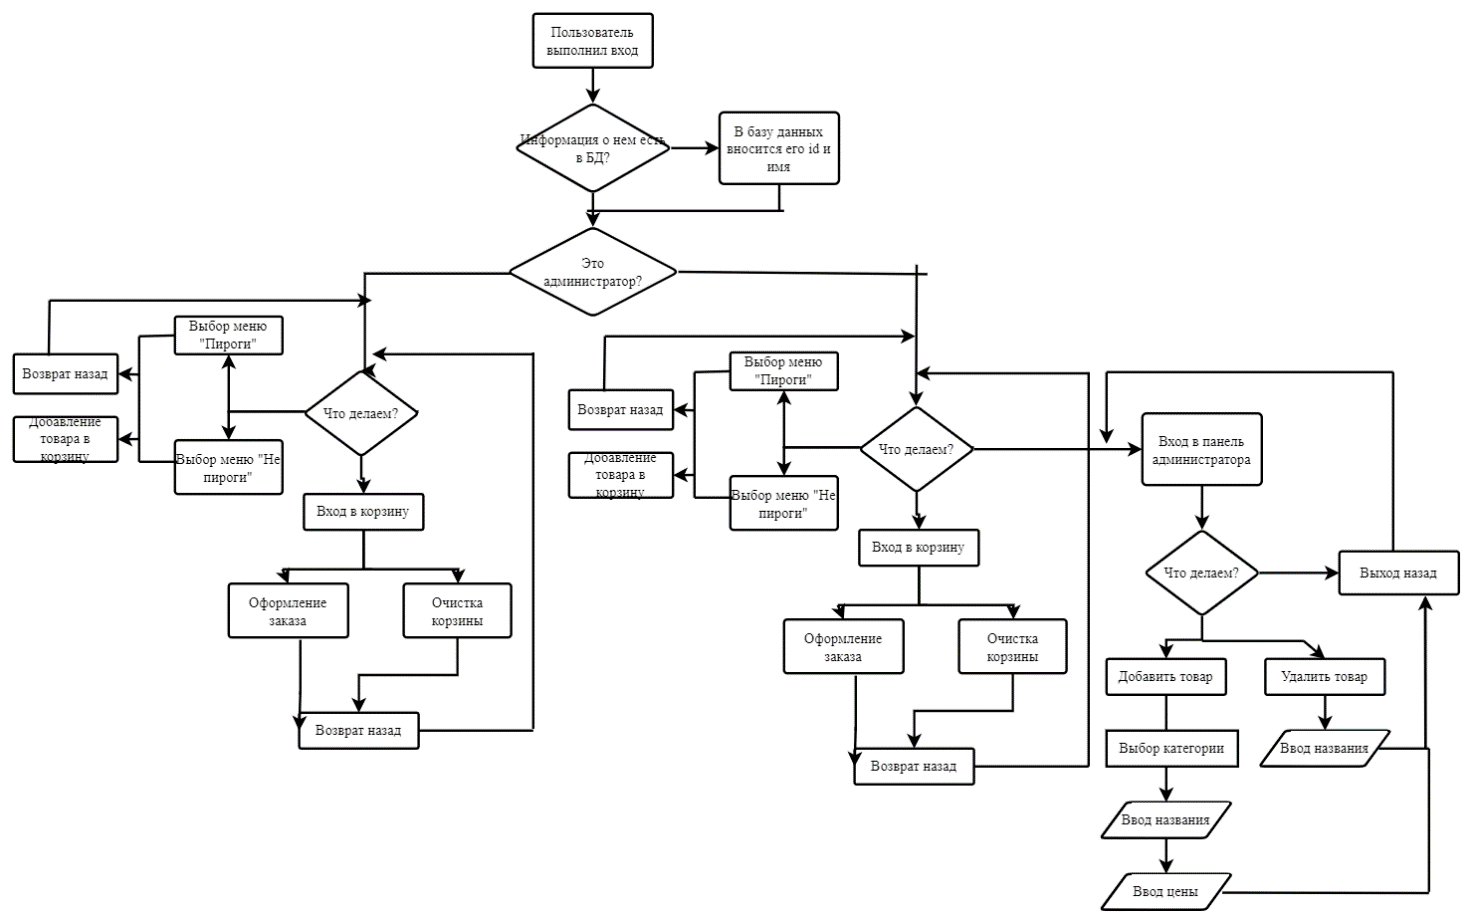 Пользователь
выполнил вход
Информация о нем есть
в БД?
В базу данных
вносится его id и
имя
Это
администратор?
Выбор меню
"Пироги"
Возврат назад
Добавление
товара в
корзину
Выбор меню "Не
пироги"
Что делаем?
Вход в корзину
Оформление
заказа
Очистка
корзины
Возврат назад
Выбор меню
"Пироги"
Возврат назад
Добавление
товара в
корзину
Выбор меню "Не
пироги"
Что делаем?
Вход в корзину
Оформление
заказа
Очистка
корзины
Возврат назад
Вход в панель
администратора
Что делаем?
Выход назад
Добавить товар
Удалить товар
Выбор категории
Ввод названия
Ввод названия
Ввод цены